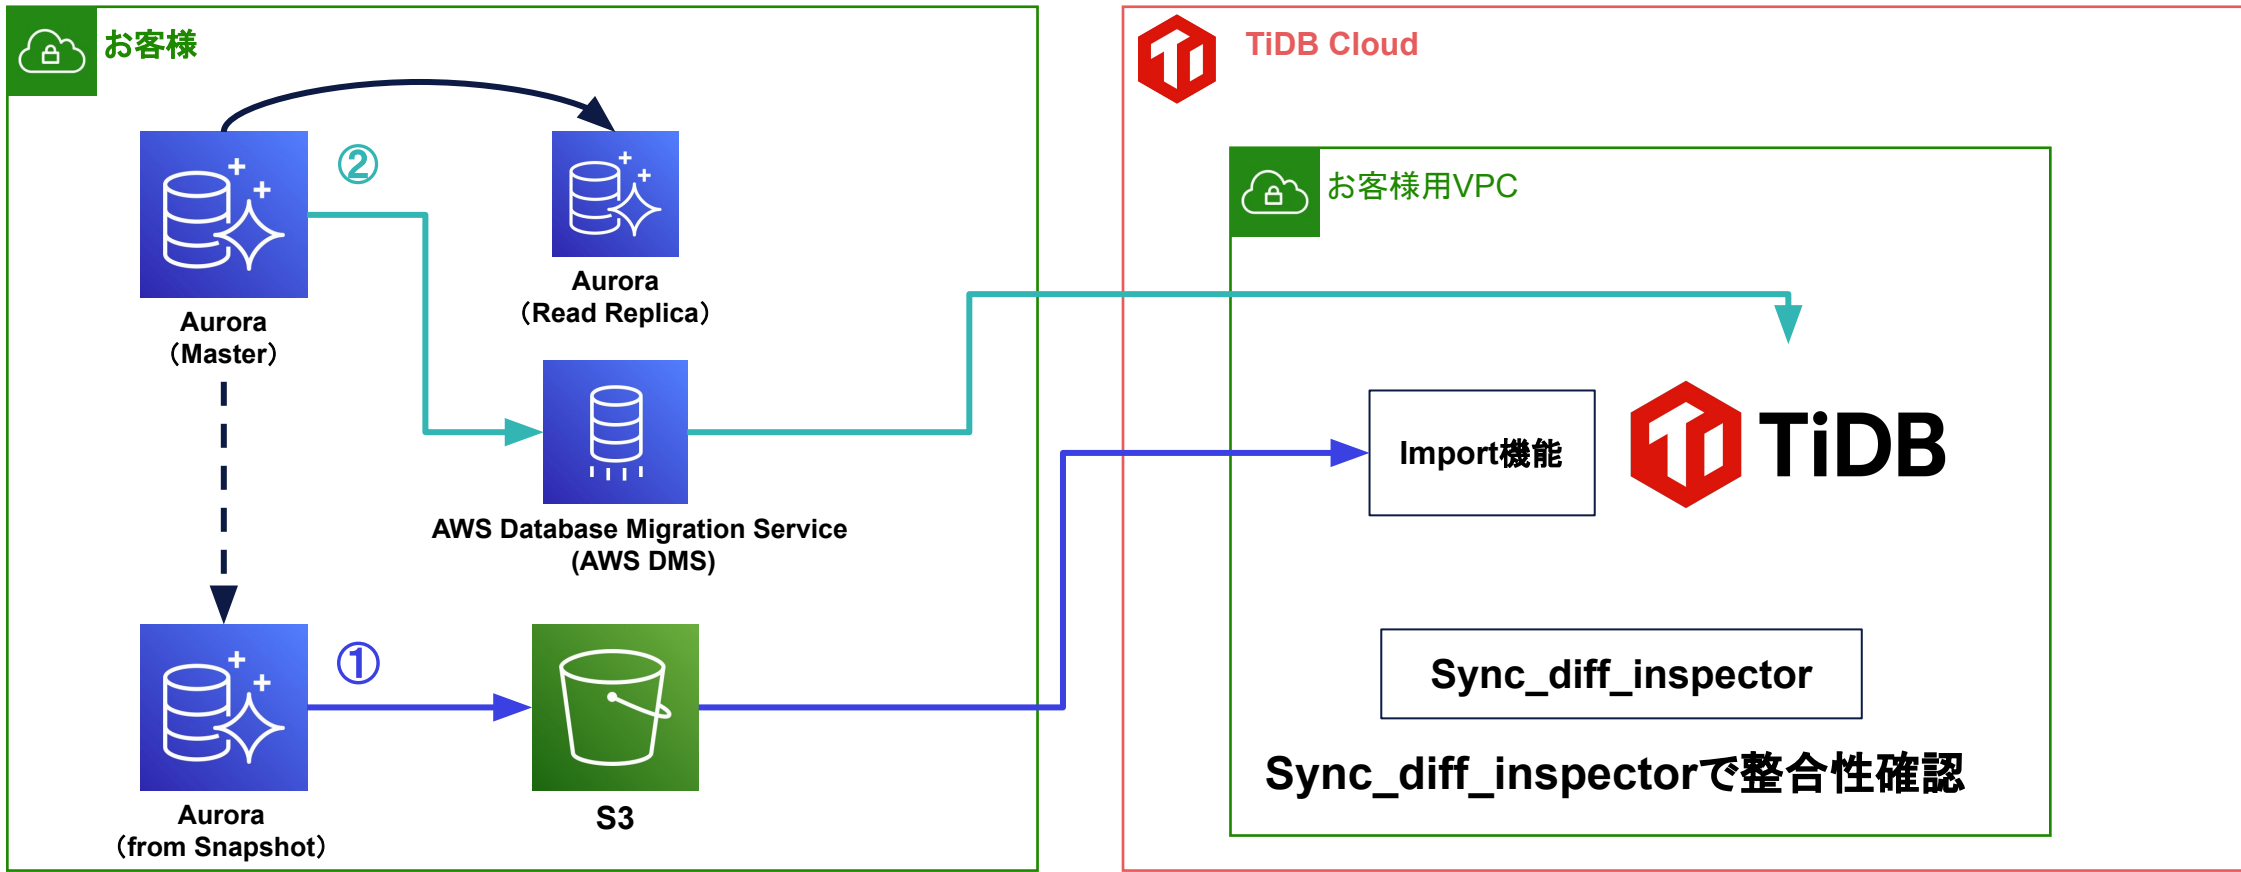 お客様
②
Aurora
（Master）
Aurora
（Read Replica）
AWS Database Migration Service
(AWS DMS)
①
Aurora
（from Snapshot）
S3
TiDB Cloud
お客様用VPC
Import機能
TiDB
Sync_diff_inspector
Sync_diff_inspectorで整合性確認